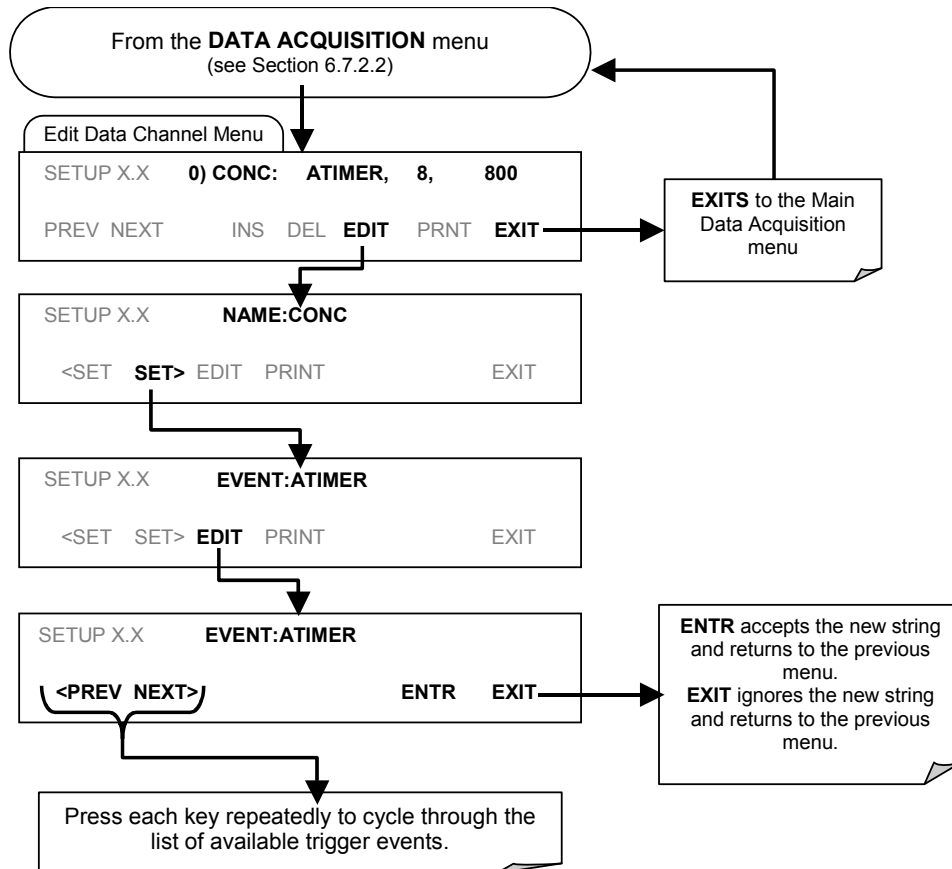 From the DATA ACQUISITION menu
(see Section 6.7.2.2)
Edit Data Channel Menu
SETUP X.X 0) CONC: ATIMER, 8, 800
PREV NEXT INS DEL EDIT PRNT EXIT
EXITS to the Main
Data Acquisition
menu
SETUP X.X NAME:CONC
<SET SET> EDIT PRINT EXIT
SETUP X.X EVENT:ATIMER
<SET SET> EDIT PRINT EXIT
SETUP X.X EVENT:ATIMER
<PREV NEXT> ENTR EXIT
ENTR accepts the new string
and returns to the previous
menu.
EXIT ignores the new string
and returns to the previous
menu.
Press each key repeatedly to cycle through the
list of available trigger events.